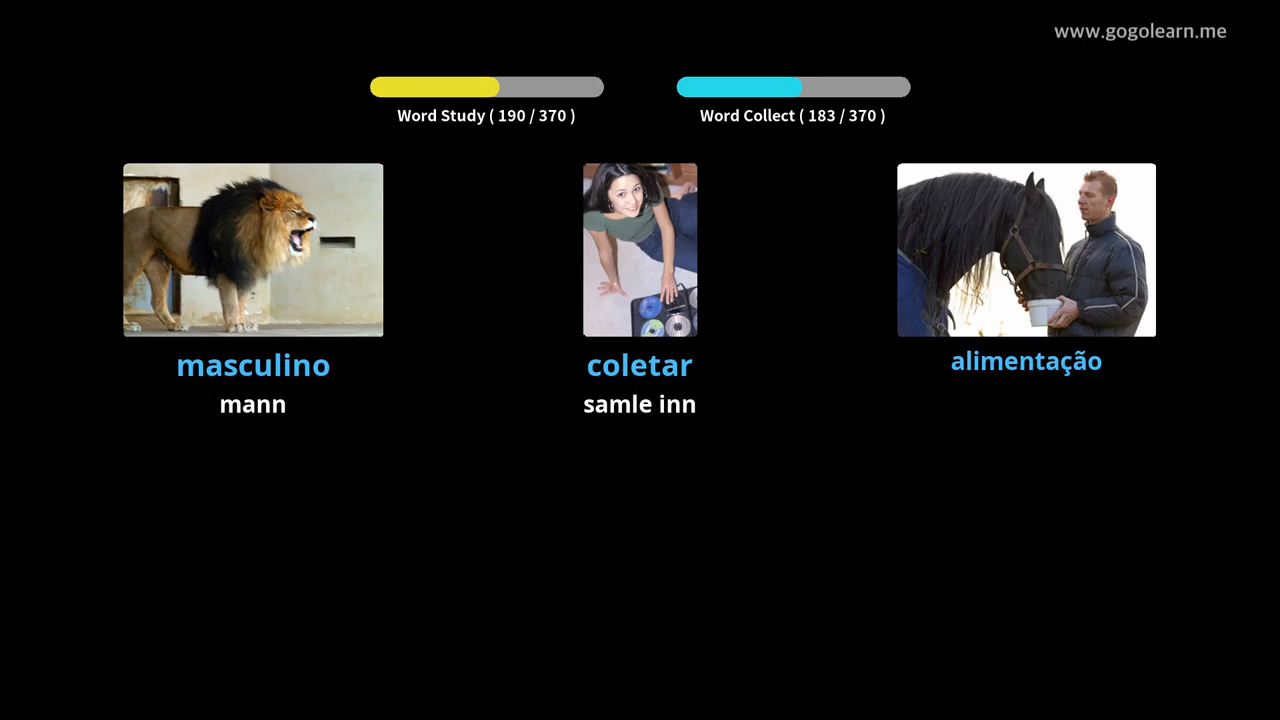 www.gogolearn.me
Word Study ( 190 / 370 )
Word Collect ( 183 / 370 )
masculino
mann
coletar
samle inn
alimentação